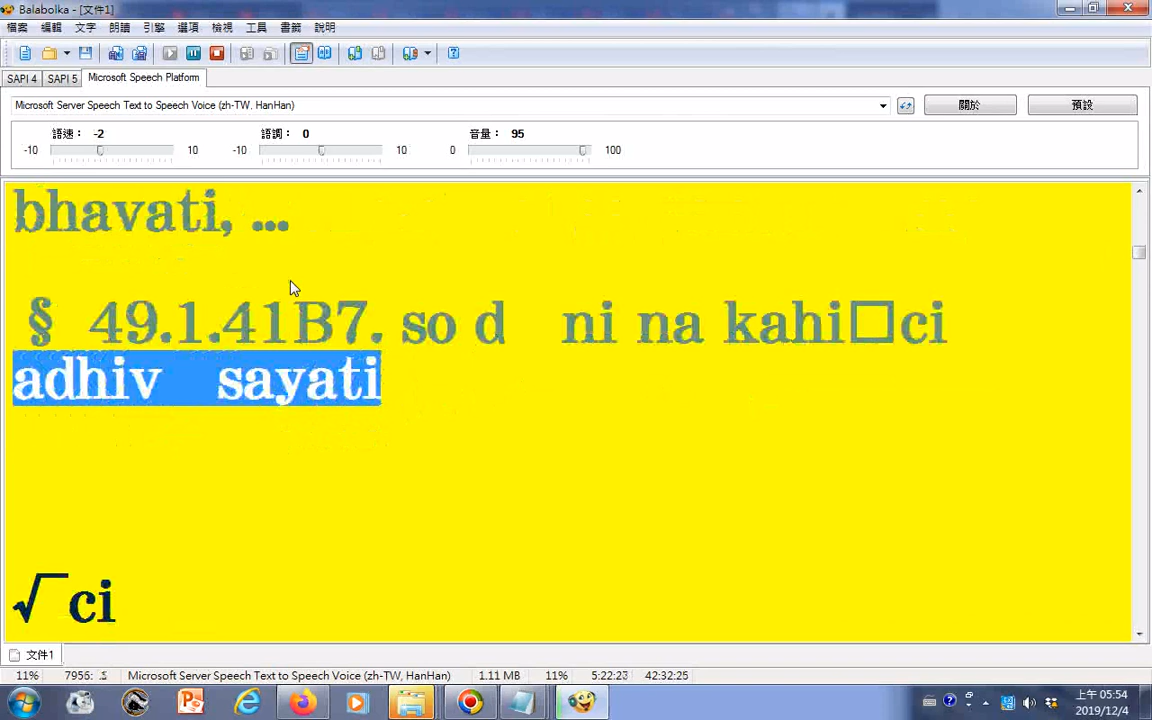 Balabolka - [文件1]
檔案 編輯 文字 朗讀 引擎 選項 檢視 工具 書籤 說明
SAPI 4 SAPI 5 Microsoft Speech Platform
Microsoft Server Speech Text to Speech Voice (zh-TW, HanHan) 關於 預設
語速： -2 語調： 0 音量： 95
-10 10 -10 10 0 100
bhavati, ...
§ 49.1.41B7. so d ni na kahi□ci
adhiv sayati
√ci
文件1
11% Microsoft Server Speech Text to Speech Voice (zh-TW, HanHan) 1.11 MB 11% 5:22:23 42:32:25
上午 05:54
2019/12/4